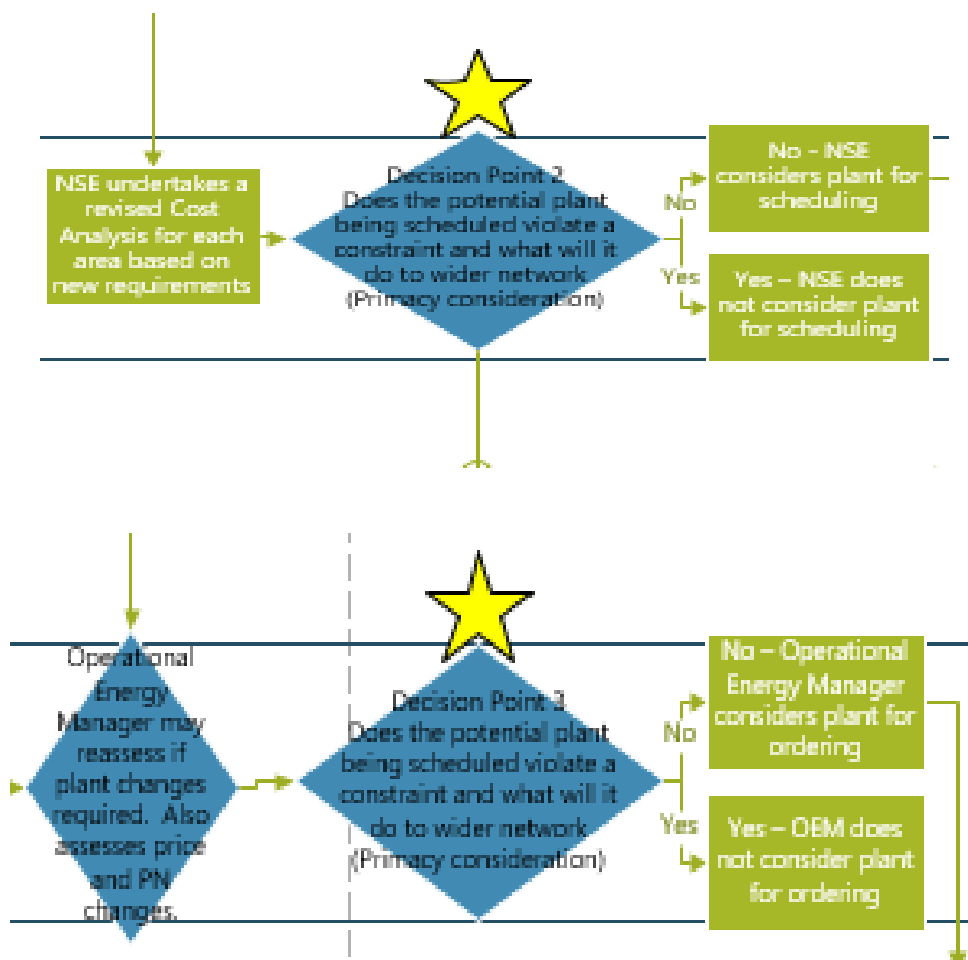 NSE undertakes a
revised Cost
Analysis for each
area based on
new requirements
Decision Point 2
Does the potential plant
being scheduled violate a
constraint and what will it
do to wider network
(Primacy consideration)
No
Yes
No – NSE
considers plant for
scheduling
Yes – NSE does
not consider plant
for scheduling
Operational
Energy
Manager may
reassess if
plant changes
required. Also
assesses price
and PN
changes.
Decision Point 3
Does the potential plant
being scheduled violate a
constraint and what will it
do to wider network
(Primacy consideration)
No
Yes
No – Operational
Energy Manager
considers plant for
ordering
Yes – OEM does
not consider plant
for ordering